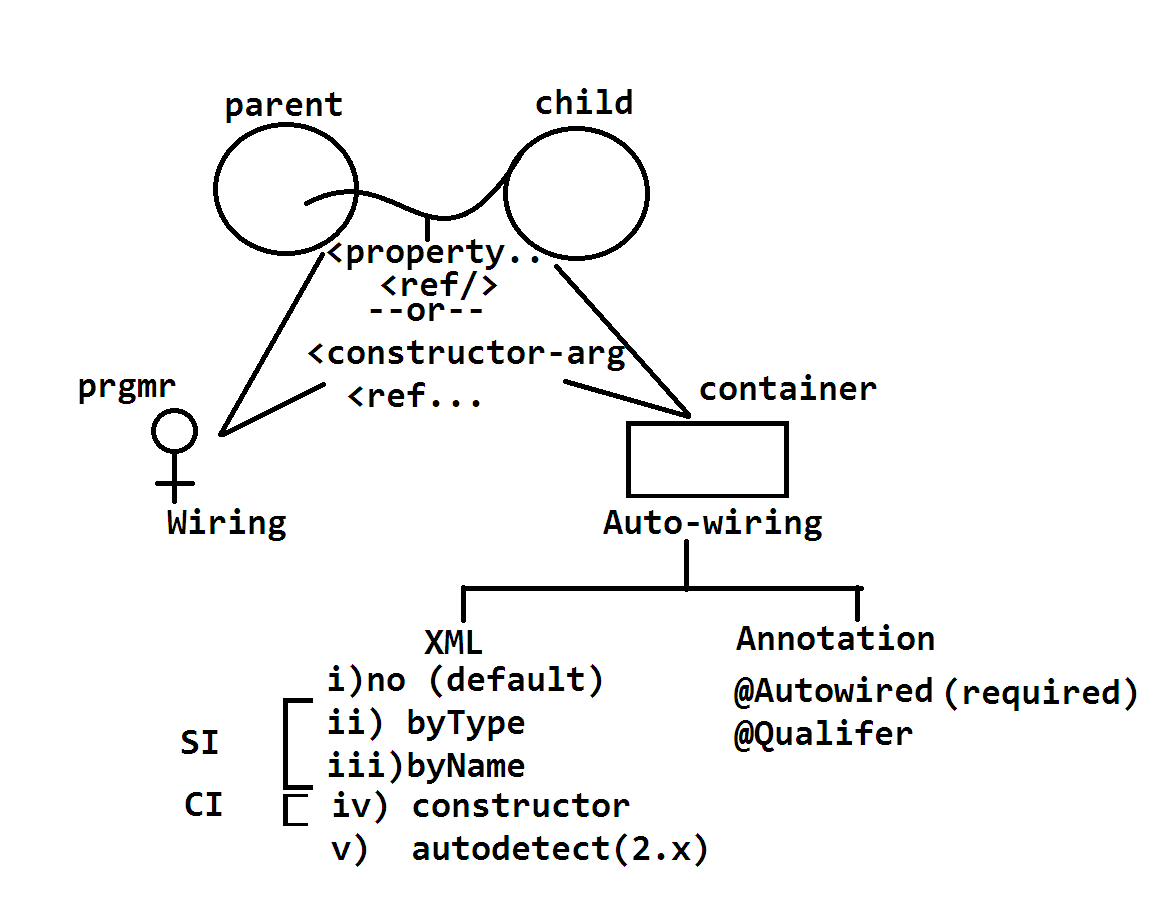 parent
child
<property..
<ref/>
--or--
<constructor-arg
<ref...
prgmr
container
Wiring
Auto-wiring
XML
i)no (default)
ii) byType
iii)byName
iv) constructor
v) autodetect(2.x)
SI
CI
Annotation
@Autowired(required)
@Qualifer